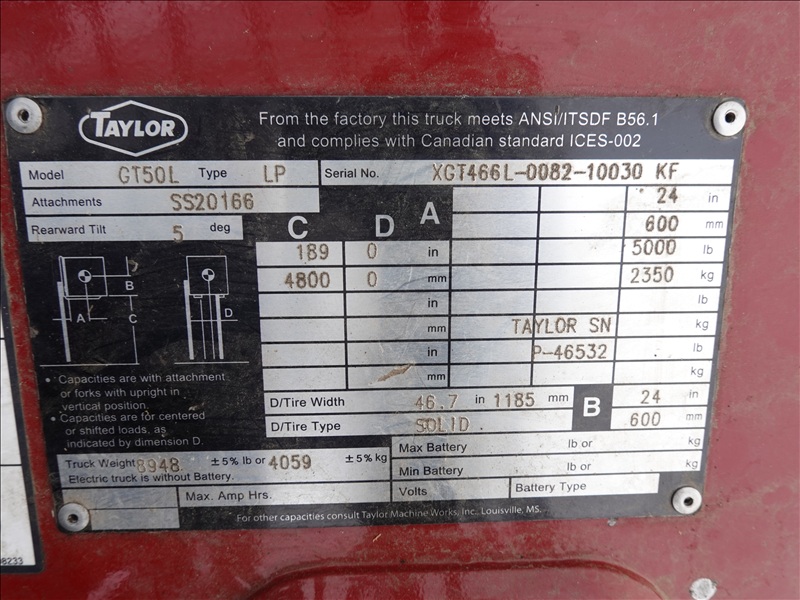 TAYLOR
From the factory this truck meets ANSI/ITSDF B56.1
and complies with Canadian standard ICES-002
Model GT50L Type LP Serial No. XGT466L-0082-10030 KF
Attachments SS20166
Rearward Tilt 5 deg
C D A
24 in
600 mm
189 0 in 5000 lb
4800 0 mm 2350 kg
in lb
mm TAYLOR SN kg
in P-46532 lb
mm kg
B
A C
D
• Capacities are with attachment
or forks with upright in
vertical position.
• Capacities are for centered
or shifted loads, as
indicated by dimension D.
D/Tire Width 46.7 in 1185 mm B 24 in
D/Tire Type SOLID 600 mm
Truck Weight 8948 ±5% lb or 4059 ±5% kg
Electric truck is without Battery.
Max Battery lb or kg
Min Battery lb or kg
Max. Amp Hrs. Volts Battery Type
For other capacities consult Taylor Machine Works, Inc., Louisville, MS.